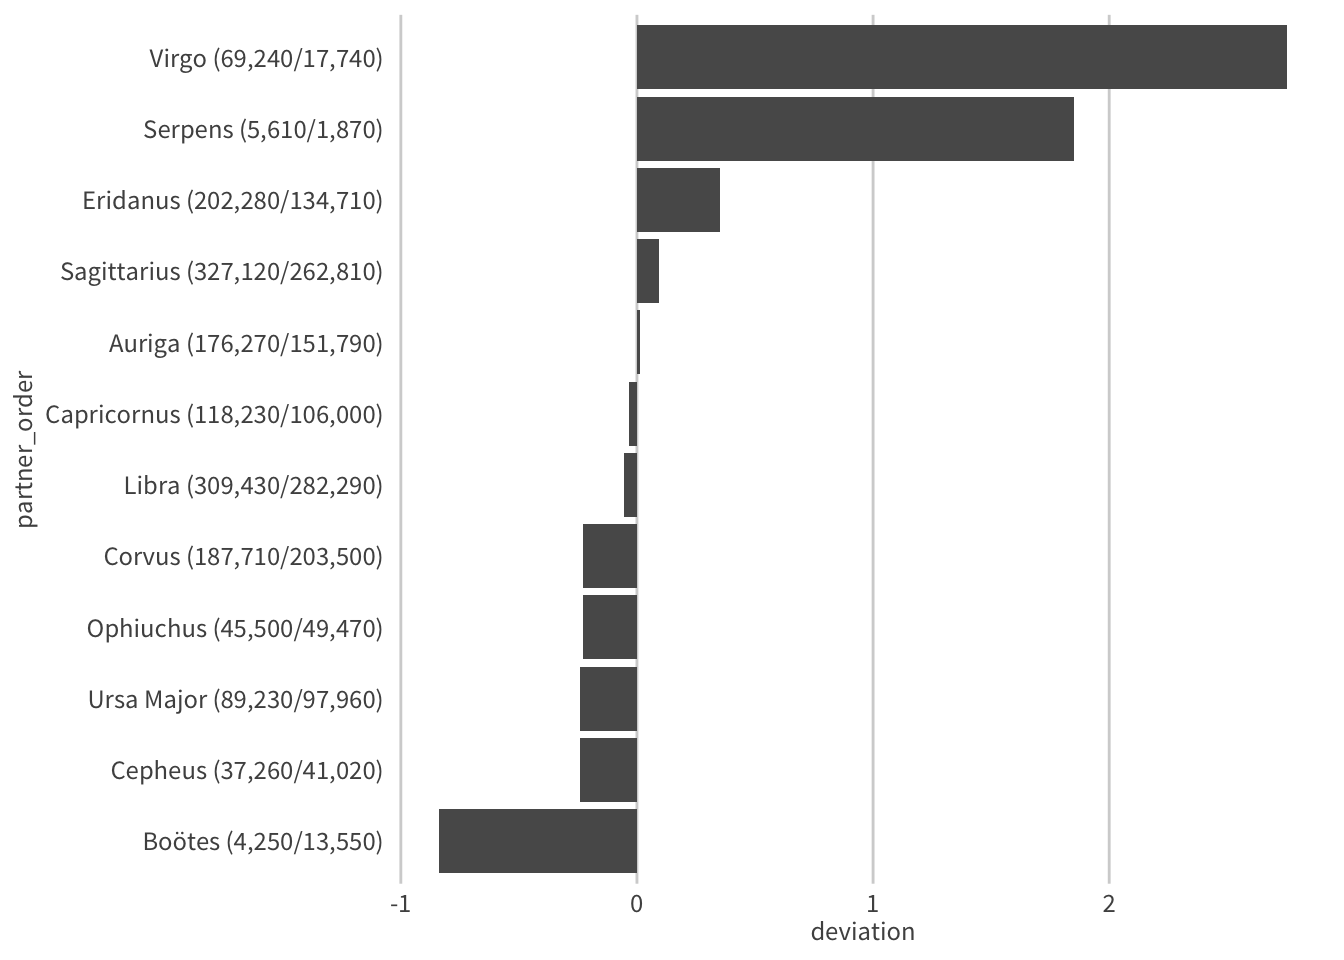 Virgo (69,240/17,740)
Serpens (5,610/1,870)
Eridanus (202,280/134,710)
Sagittarius (327,120/262,810)
Auriga (176,270/151,790)
Capricornus (118,230/106,000)
Libra (309,430/282,290)
Corvus (187,710/203,500)
Ophiuchus (45,500/49,470)
Ursa Major (89,230/97,960)
Cepheus (37,260/41,020)
Boötes (4,250/13,550)
partner_order
-1 0 1 2
deviation